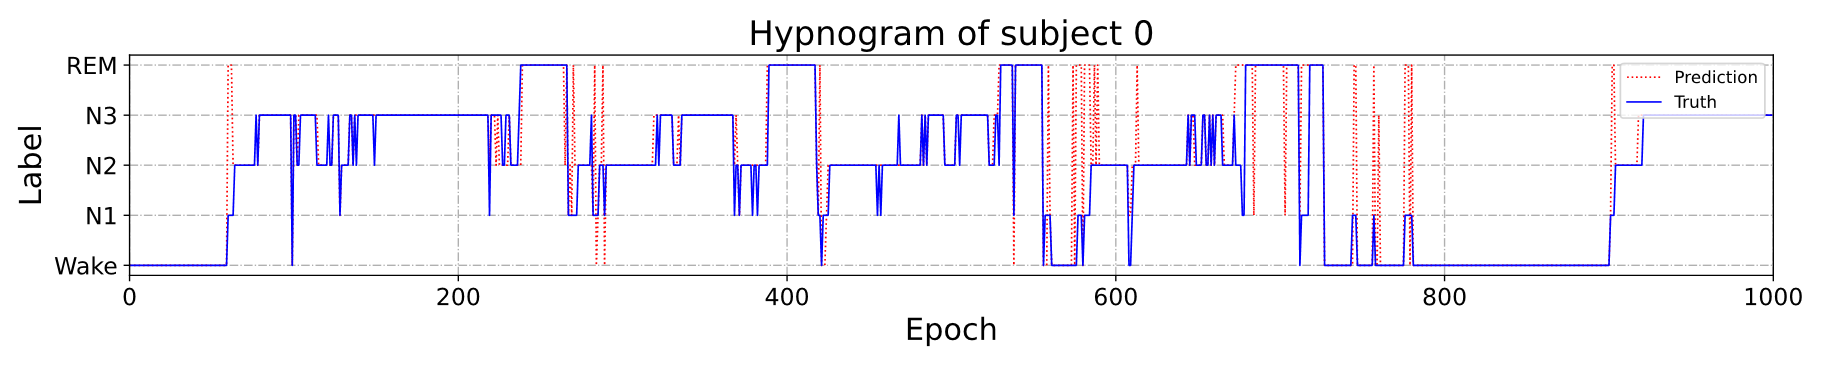 Hypnogram of subject 0
Label
REM
N3
N2
N1
Wake
Prediction
Truth
0 200 400 600 800 1000
Epoch